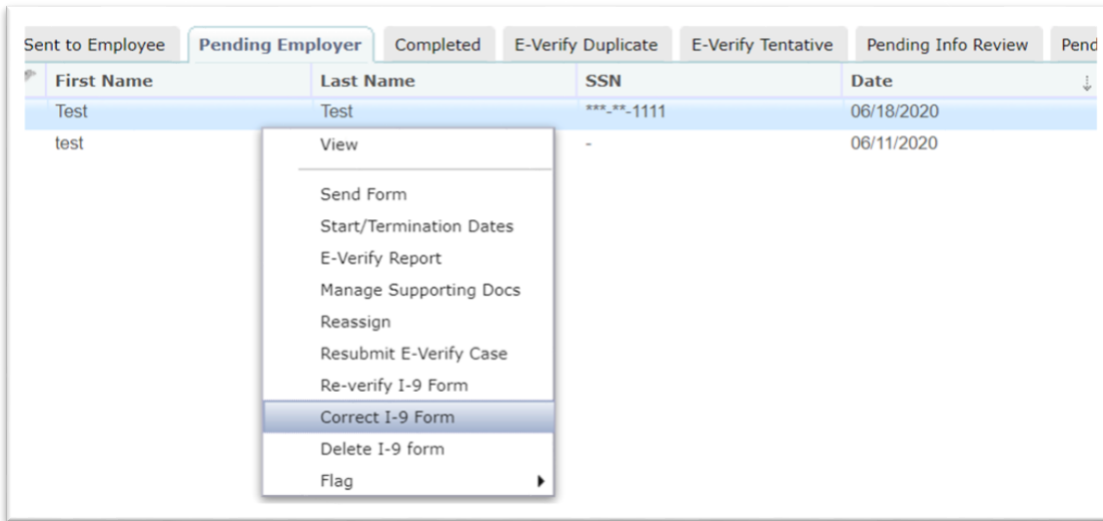 Sent to Employee Pending Employer Completed E-Verify Duplicate E-Verify Tentative Pending Info Review Pend
First Name Last Name SSN Date
Test Test ***-**-1111 06/18/2020
test - 06/11/2020
View
Send Form
Start/Termination Dates
E-Verify Report
Manage Supporting Docs
Reassign
Resubmit E-Verify Case
Re-verify I-9 Form
Correct I-9 Form
Delete I-9 form
Flag